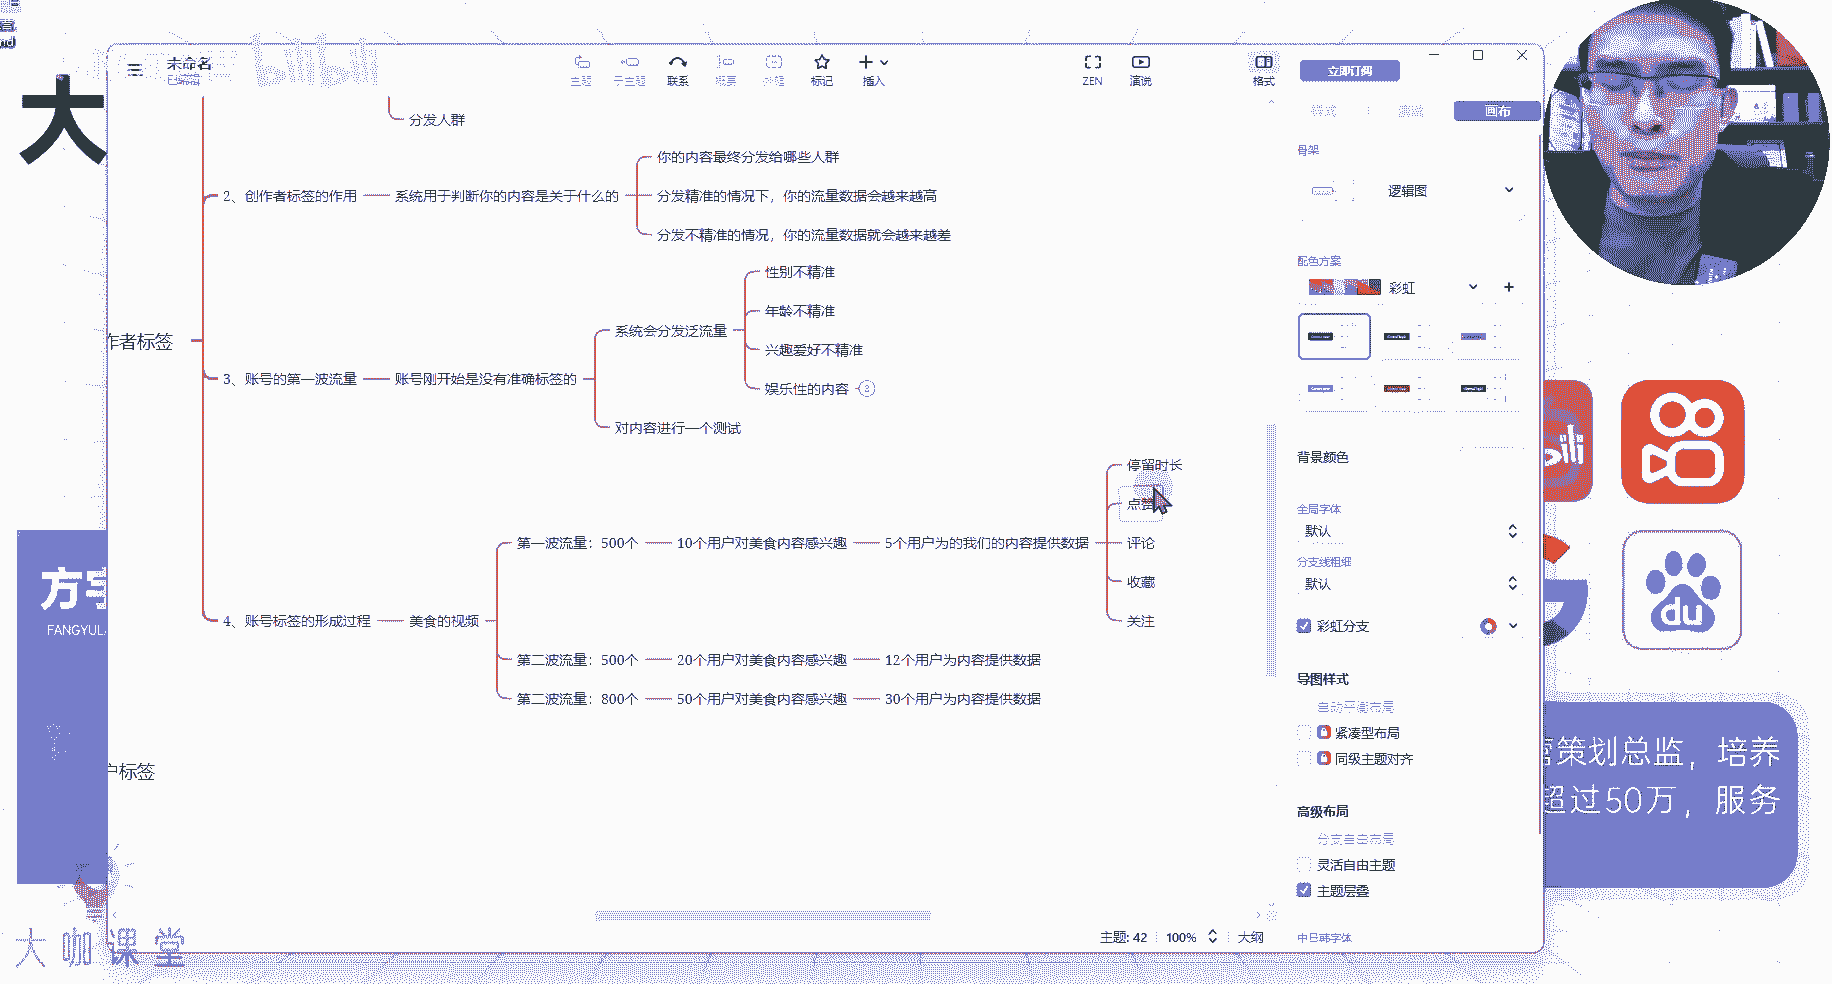 未命名
已编辑
bilibili
主题
子主题
联系
概要
外框
标记
插入
ZEN
演说
格式
立即订阅
样式
演说
画布
大
分发人群
2、创作者标签的作用
系统用于判断你的内容是关于什么的
你的内容最终分发给哪些人群
分发精准的情况下，你的流量数据会越来越高
分发不精准的情况，你的流量数据就会越来越差
作者标签
3、账号的第一波流量
账号刚开始是没有准确标签的
系统会分发泛流量
性别不精准
年龄不精准
兴趣爱好不精准
娱乐性的内容
2
对内容进行一个测试
4、账号标签的形成过程
美食的视频
第一波流量：500个
10个用户对美食内容感兴趣
5个用户为的我们的内容提供数据
停留时长
点赞
评论
收藏
关注
第二波流量：500个
20个用户对美食内容感兴趣
12个用户为内容提供数据
第二波流量：800个
50个用户对美食内容感兴趣
30个用户为内容提供数据
户标签
骨架
逻辑图
配色方案
彩虹
背景颜色
全局字体
默认
分支线粗细
默认
彩虹分支
导图样式
自动平衡布局
紧凑型布局
同级主题对齐
高级布局
分支自由布局
灵活自由主题
主题层叠
中日韩字体
主题: 42
100%
大纲
方宇
FANGYUL
du
营策划总监，培养
超过50万，服务
大咖课堂